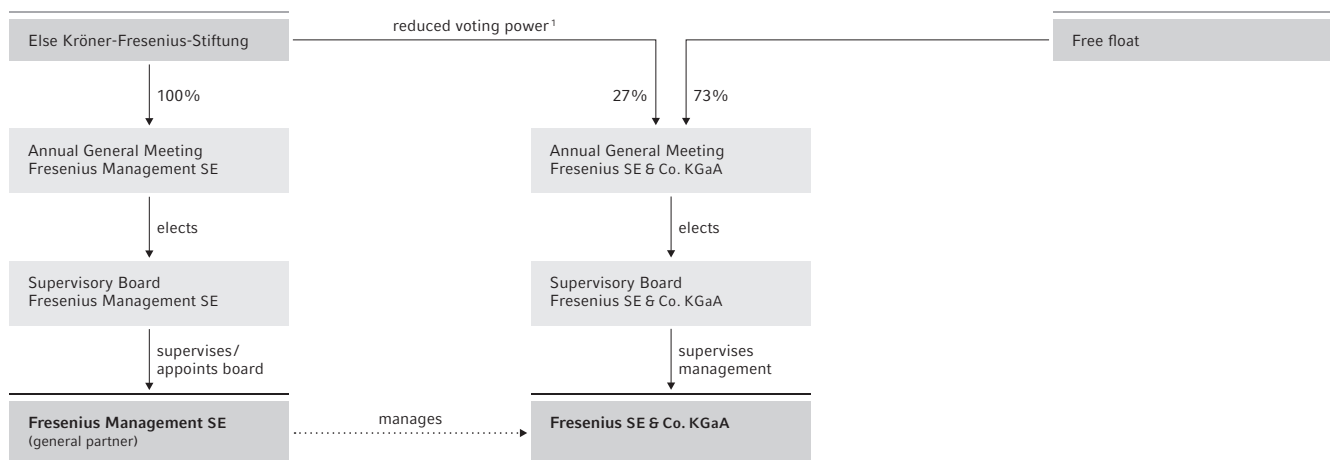 reduced voting power¹
Else Kröner-Fresenius-Stiftung
Free float
100%
27%
73%
Annual General Meeting
Fresenius Management SE
Annual General Meeting
Fresenius SE & Co. KGaA
elects
elects
Supervisory Board
Fresenius Management SE
Supervisory Board
Fresenius SE & Co. KGaA
supervises/
appoints board
supervises
management
Fresenius Management SE
(general partner)
manages
Fresenius SE & Co. KGaA